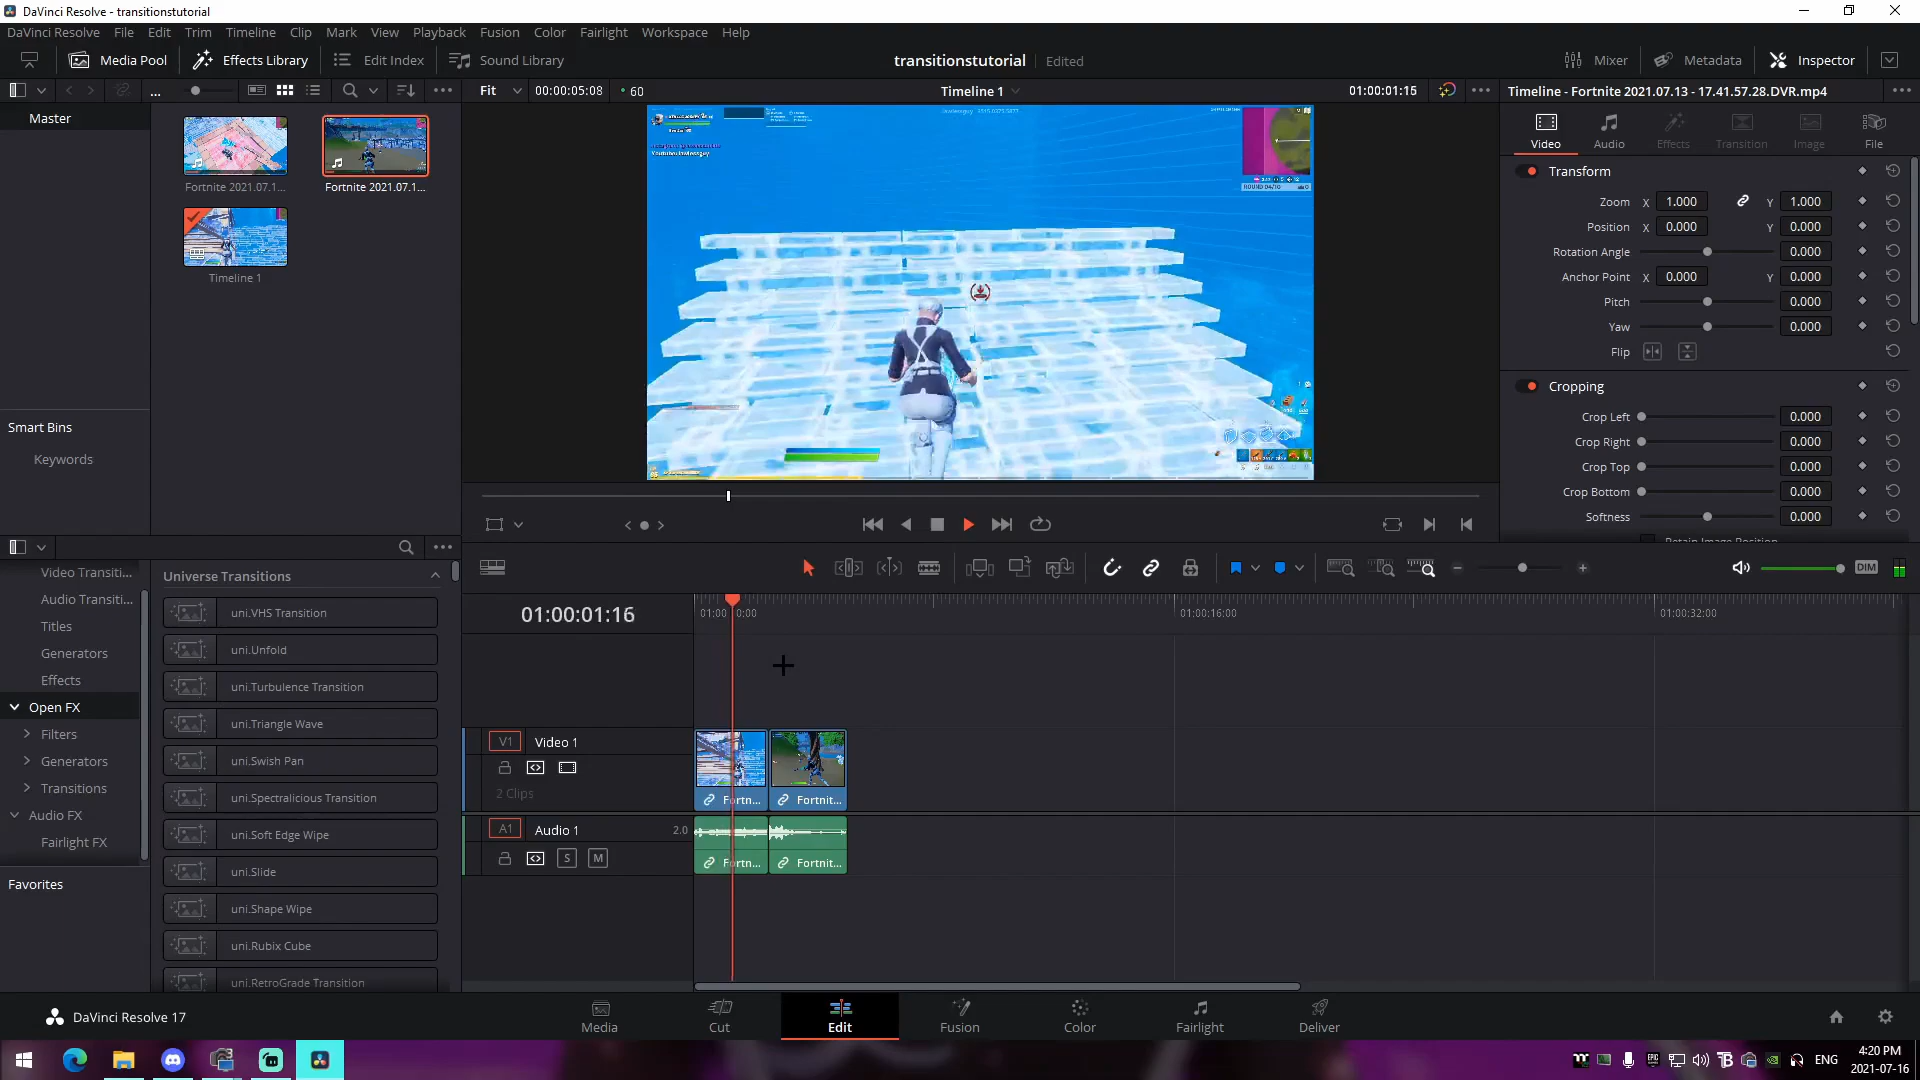 DaVinci Resolve - transitionstutorial
DaVinci Resolve File Edit Trim Timeline Clip Mark View Playback Fusion Color Fairlight Workspace Help
Media Pool Effects Library Edit Index Sound Library transitionstutorial Edited Mixer Metadata Inspector
... Fit 00:00:05:08 60 Timeline 1 01:00:01:16 Timeline - Fortnite 2021.07.13 - 17.41.57.28.DVR.mp4
Master
Fortnite 2021.07.1... Fortnite 2021.07.1...
Timeline 1
Smart Bins
Keywords
Video Audio Effects Transition Image File
Transform
Zoom X 1.000 Y 1.000
Position X 0.000 Y 0.000
Rotation Angle 0.000
Anchor Point X 0.000 Y 0.000
Pitch 0.000
Yaw 0.000
Flip
Cropping
Crop Left 0.000
Crop Right 0.000
Crop Top 0.000
Crop Bottom 0.000
Softness 0.000
Retain Image Position
Video Transiti...
Audio Transiti...
Titles
Generators
Effects
Open FX
Filters
Generators
Transitions
Audio FX
Fairlight FX
Favorites
Universe Transitions
uni.VHS Transition
uni.Unfold
uni.Turbulence Transition
uni.Triangle Wave
uni.Swish Pan
uni.Spectralicious Transition
uni.Soft Edge Wipe
uni.Slide
uni.Shape Wipe
uni.Rubix Cube
uni.RetroGrade Transition
DIM
01:00:01:16 01:00 0:00 01:00:16:00 01:00:32:00
V1 Video 1
2 Clips
Fortn... Fortnit...
A1 Audio 1 2.0
S M
Fortn... Fortnit...
DaVinci Resolve 17 Media Cut Edit Fusion Color Fairlight Deliver
ENG 4:20 PM
2021-07-16